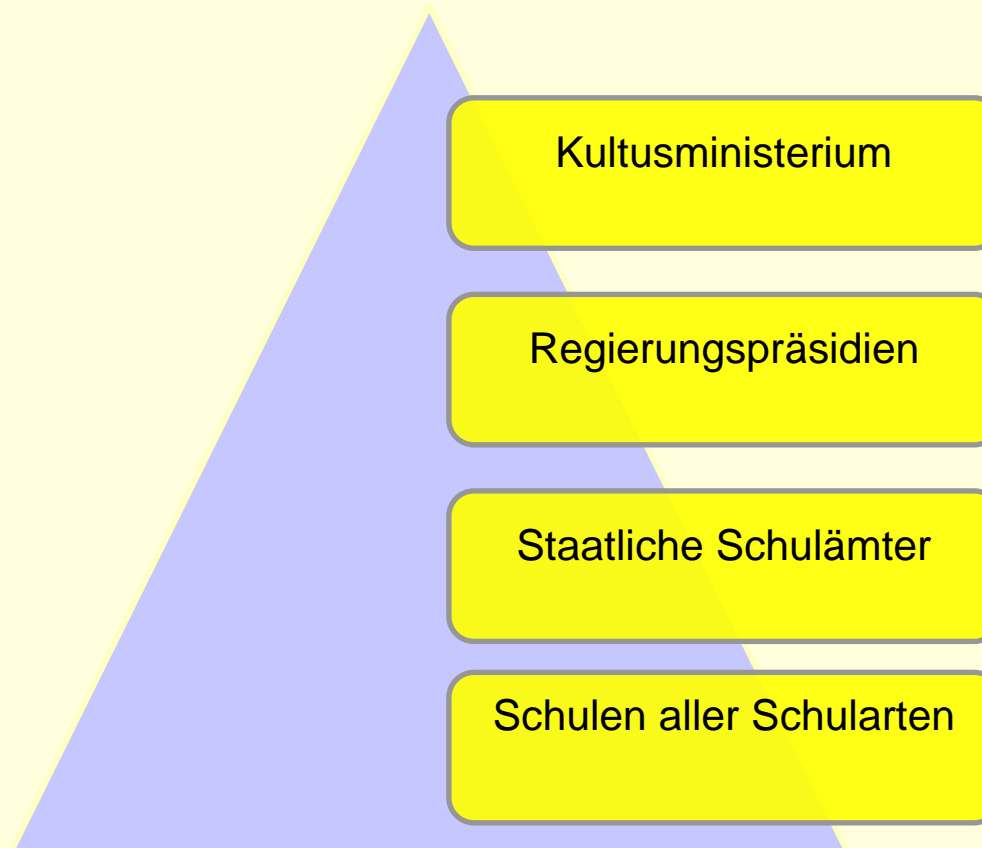 Kultusministerium
Regierungspräsidien
Staatliche Schulämter
Schulen aller Schularten